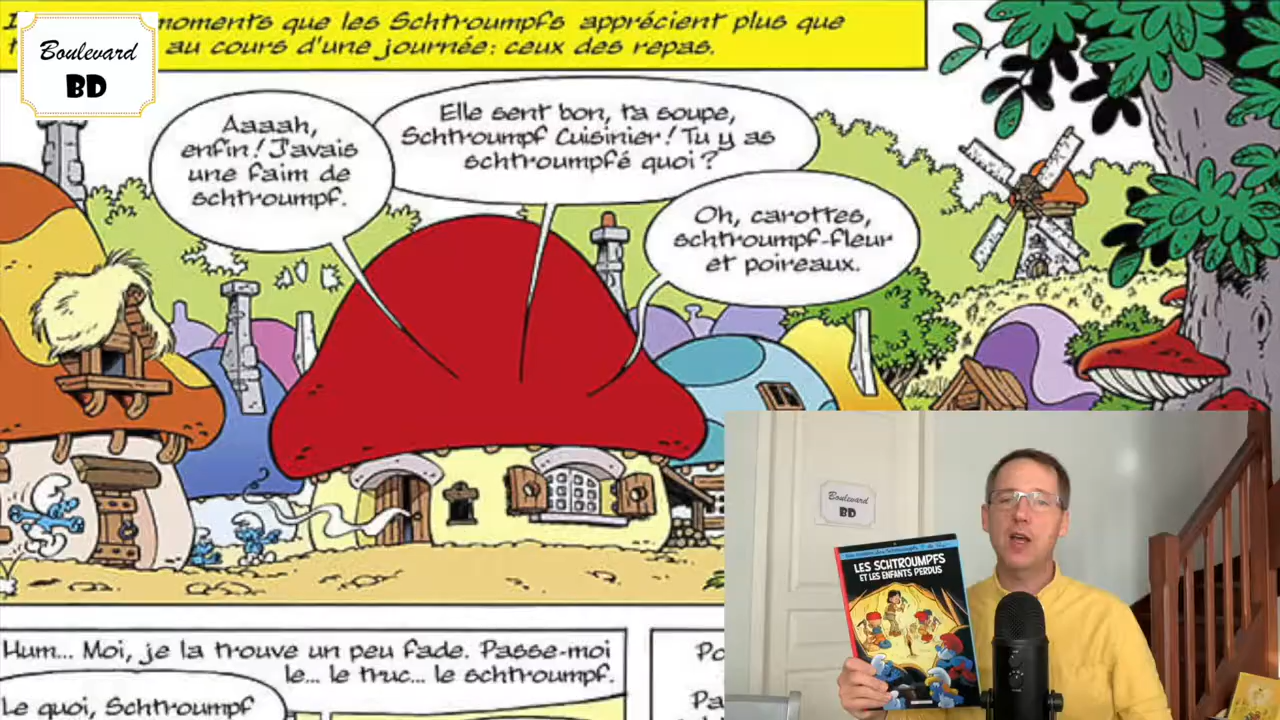 moments que les Schtroumpfs apprécient plus que
au cours d'une journée: ceux des repas.
Boulevard
BD
Aaaah,
enfin! J'avais
une faim de
schtroumpf.
Elle sent bon, ta soupe,
Schtroumpf Cuisinier! Tu y as
schtroumpfé quoi?
Oh, carottes,
schtroumpf-fleur
et poireaux.
Hum... Moi, je la trouve un peu fade. Passe-moi
le... le truc... le schtroumpf.
Le quoi, Schtroumpf
Boulevard
BD
LES SCHTROUMPFS
ET LES ENFANTS PERDUS